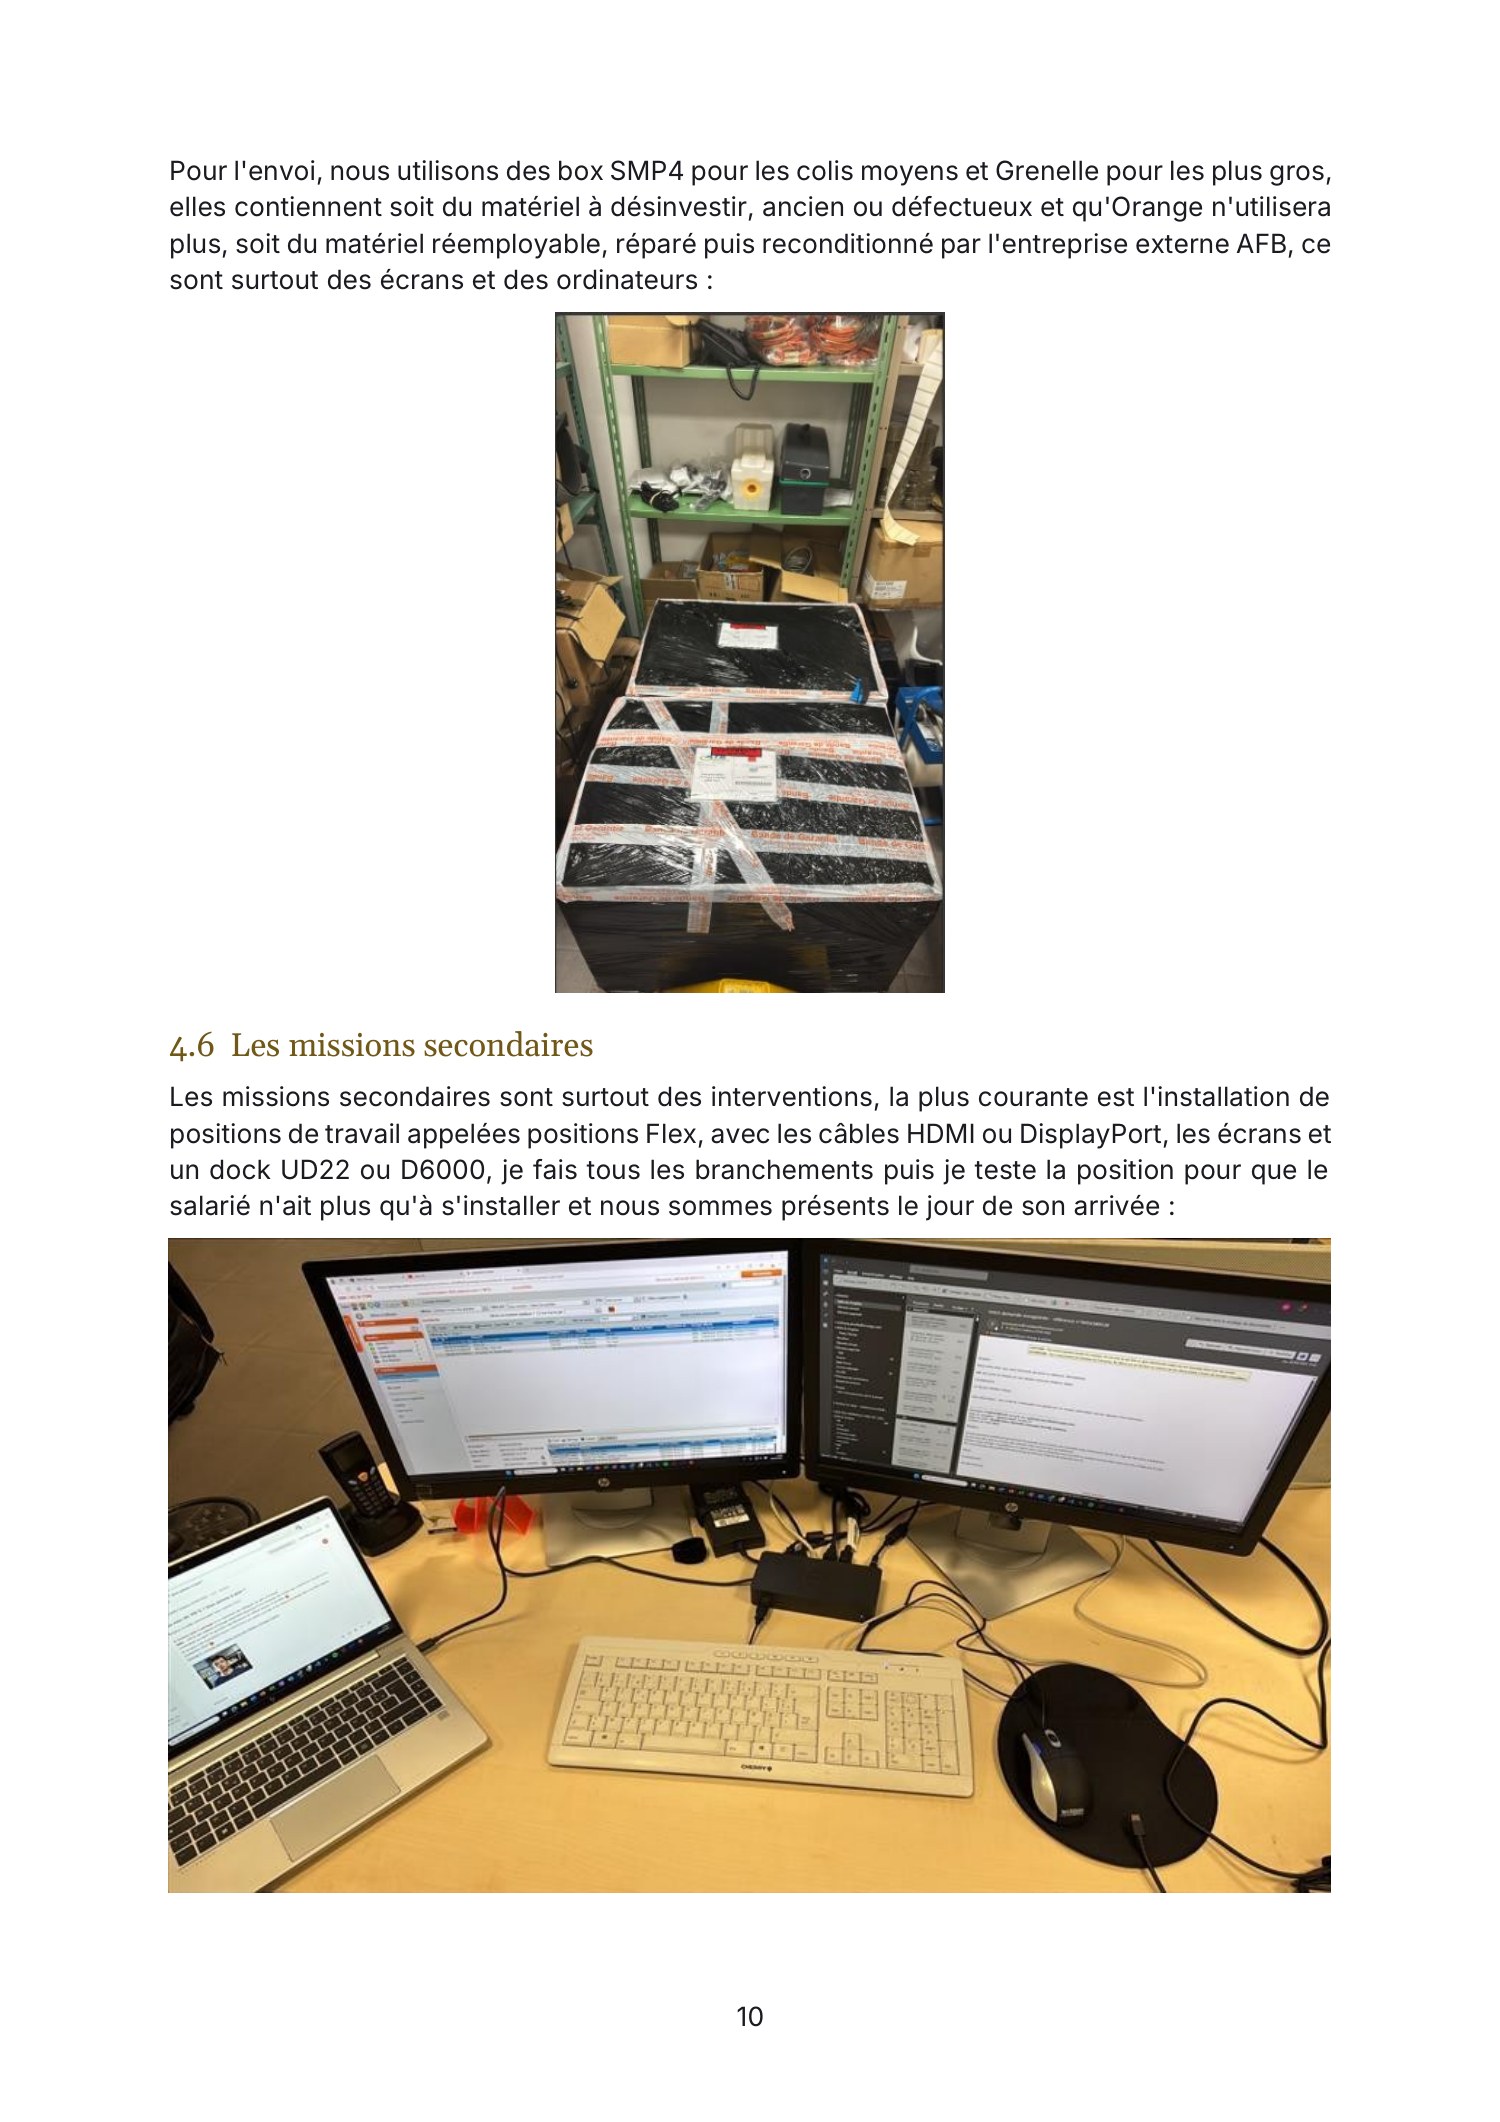 Pour l'envoi, nous utilisons des box SMP4 pour les colis moyens et Grenelle pour les plus gros,
elles contiennent soit du matériel à désinvestir, ancien ou défectueux et qu'Orange n'utilisera
plus, soit du matériel réemployable, réparé puis reconditionné par l'entreprise externe AFB, ce
sont surtout des écrans et des ordinateurs :
Bande de Garantie
4.6 Les missions secondaires
Les missions secondaires sont surtout des interventions, la plus courante est l'installation de
positions de travail appelées positions Flex, avec les câbles HDMI ou DisplayPort, les écrans et
un dock UD22 ou D6000, je fais tous les branchements puis je teste la position pour que le
salarié n'ait plus qu'à s'installer et nous sommes présents le jour de son arrivée :
hp
hp
CHERRY
10